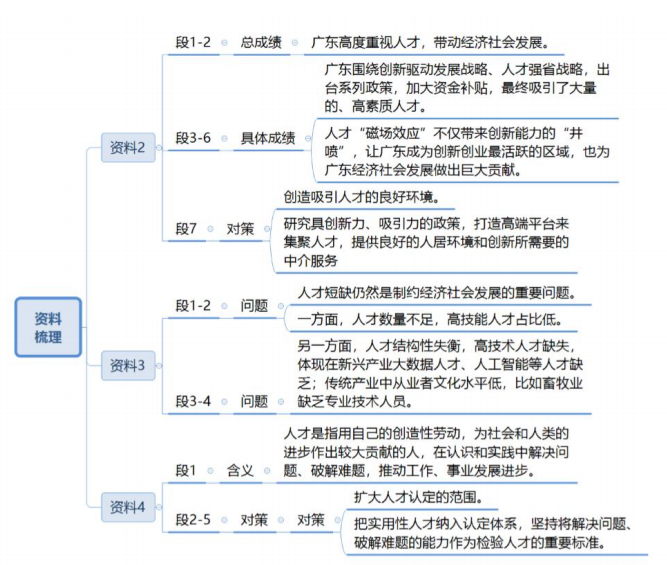 段1-2 总成绩 广东高度重视人才，带动经济社会发展。
广东围绕创新驱动发展战略、人才强省战略，出
台系列政策，加大资金补贴，最终吸引了大量
的、高素质人才。
段3-6 具体成绩
人才“磁场效应”不仅带来创新能力的“井
喷”，让广东成为创新创业最活跃的区域，也为
广东经济社会发展做出巨大贡献。
资料2
创造吸引人才的良好环境。
段7 对策
研究具创新力、吸引力的政策，打造高端平台来
集聚人才，提供良好的人居环境和创新所需要的
中介服务
资料
梳理
段1-2 问题
人才短缺仍然是制约经济社会发展的重要问题。
一方面，人才数量不足，高技能人才占比低。
资料3
另一方面，人才结构性失衡，高技术人才缺失，
体现在新兴产业大数据人才、人工智能等人才缺
乏；传统产业中从业者文化水平低，比如畜牧业
缺乏专业技术人员。
段3-4 问题
人才是指用自己的创造性劳动，为社会和人类的
进步作出较大贡献的人，在认识和实践中解决问
题、破解难题，推动工作、事业发展进步。
段1 含义
资料4
扩大人才认定的范围。
段2-5 对策 对策
把实用性人才纳入认定体系，坚持将解决问题、
破解难题的能力作为检验人才的重要标准。